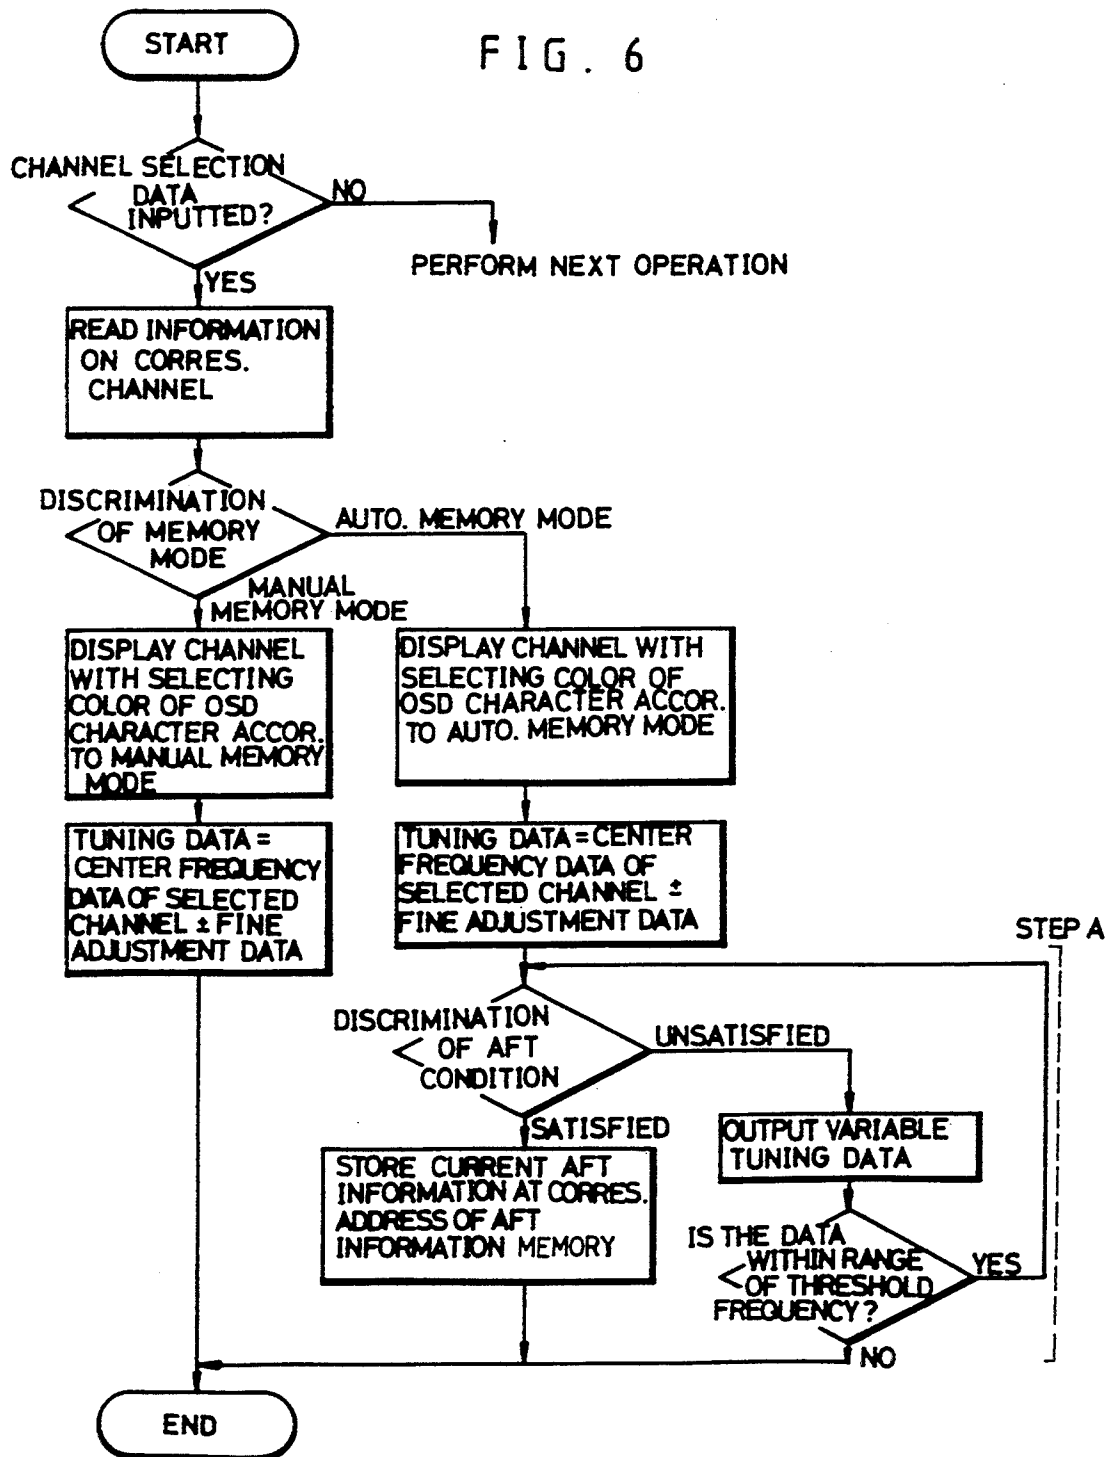 FIG. 6
START
CHANNEL SELECTION
DATA
INPUTTED?
NO
PERFORM NEXT OPERATION
YES
READ INFORMATION
ON CORRES.
CHANNEL
DISCRIMINATION
OF MEMORY
MODE
AUTO. MEMORY MODE
MANUAL
MEMORY MODE
DISPLAY CHANNEL
WITH SELECTING
COLOR OF OSD
CHARACTER ACCOR.
TO MANUAL MEMORY
MODE
DISPLAY CHANNEL WITH
SELECTING COLOR OF
OSD CHARACTER ACCOR.
TO AUTO. MEMORY MODE
TUNING DATA =
CENTER FREQUENCY
DATA OF SELECTED
CHANNEL ± FINE
ADJUSTMENT DATA
TUNING DATA = CENTER
FREQUENCY DATA OF
SELECTED CHANNEL ±
FINE ADJUSTMENT DATA
STEP A
DISCRIMINATION
OF AFT
CONDITION
UNSATISFIED
SATISFIED
OUTPUT VARIABLE
TUNING DATA
STORE CURRENT AFT
INFORMATION AT CORRES.
ADDRESS OF AFT
INFORMATION MEMORY
IS THE DATA
WITHIN RANGE
OF THRESHOLD
FREQUENCY?
YES
NO
END